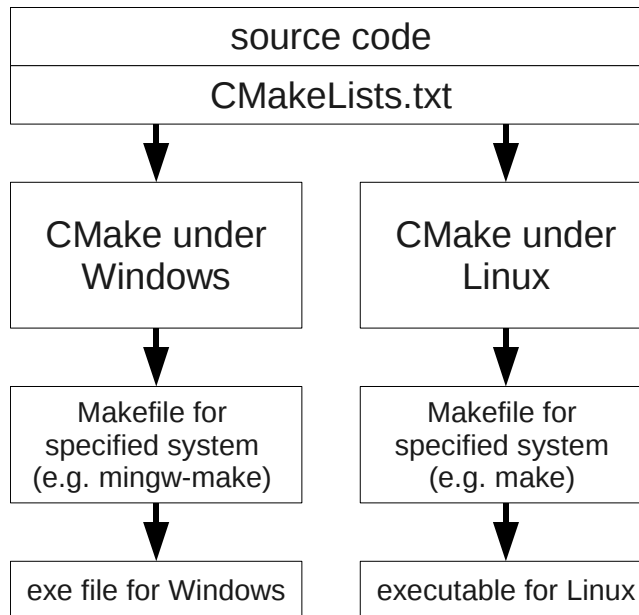 source code
CMakeLists.txt
CMake under
Windows
CMake under
Linux
Makefile for
specified system
(e.g. mingw-make)
Makefile for
specified system
(e.g. make)
exe file for Windows
executable for Linux